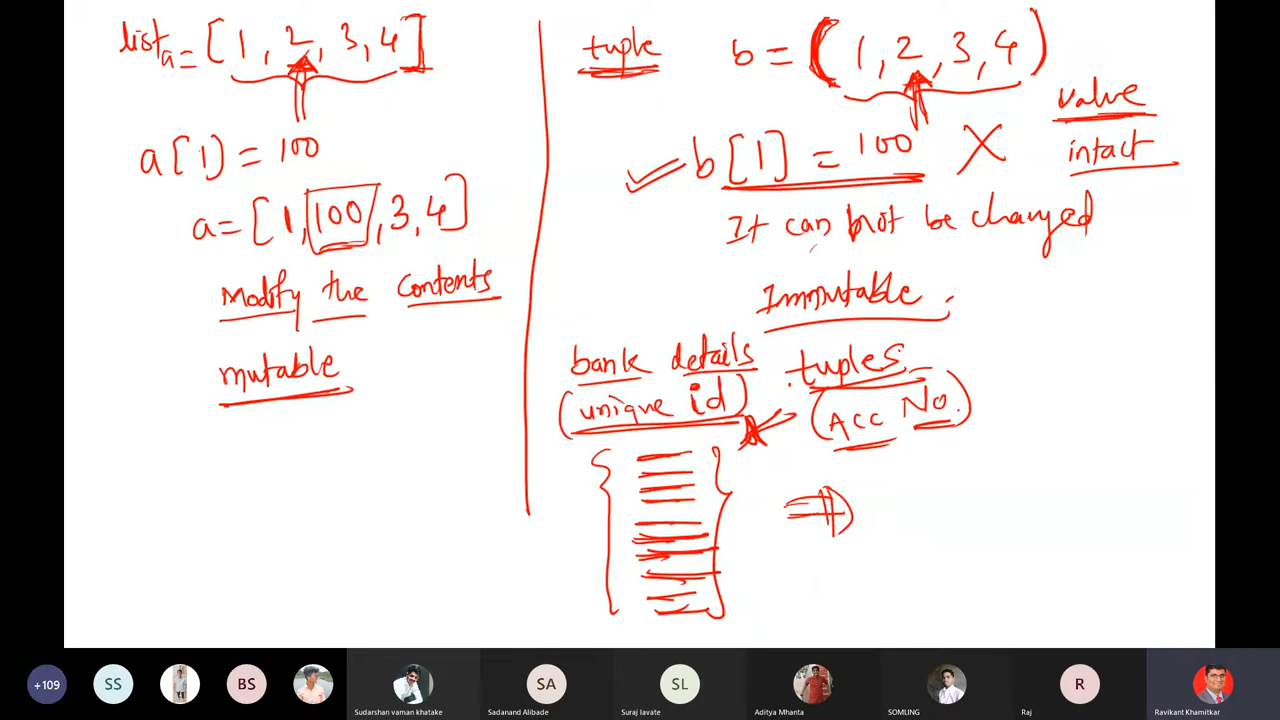 list a = [1, 2, 3, 4]
a[1] = 100
a = [1, 100, 3, 4]
Modify the contents
mutable
tuple b = (1, 2, 3, 4)
value
b[1] = 100 X intact
It can not be changed
Immutable.
bank details tuples
(unique id) (ACC No.)
+109
SS
BS
Sudarshan vaman khatake
SA
Sadanand Alibade
SL
Suraj lavate
Aditya Mhanta
SOMLING
R
Raj
Ravikant Khamitkar